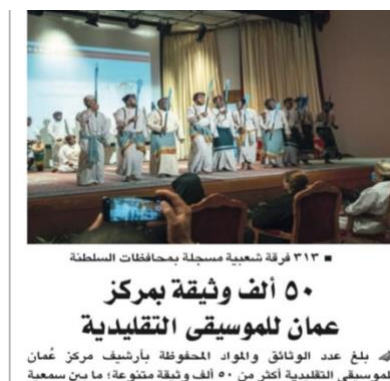 ■ ٣١٣ فرقة شعبية مسجلة بمحافظات السلطنة
٥٠ ألف وثيقة بمركز
عمان للموسيقى التقليدية
بلغ عدد الوثائق والمواد المحفوظة بأرشيف مركز عُمان
للموسيقى التقليدية أكثر من ٥٠ ألف وثيقة متنوعة؛ ما بين سمعية